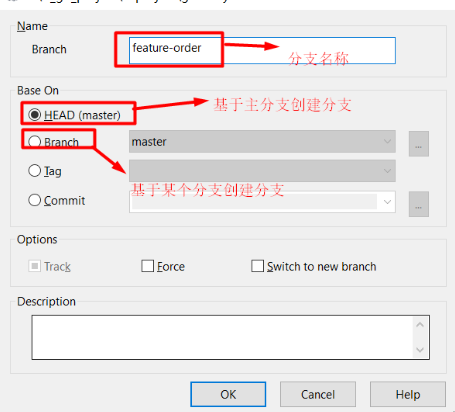 Name
Branch
feature-order
分支名称
Base On
HEAD (master)
基于主分支创建分支
Branch
master
...
Tag
基于某个分支创建分支
Commit
...
Options
Track
Force
Switch to new branch
Description
OK
Cancel
Help